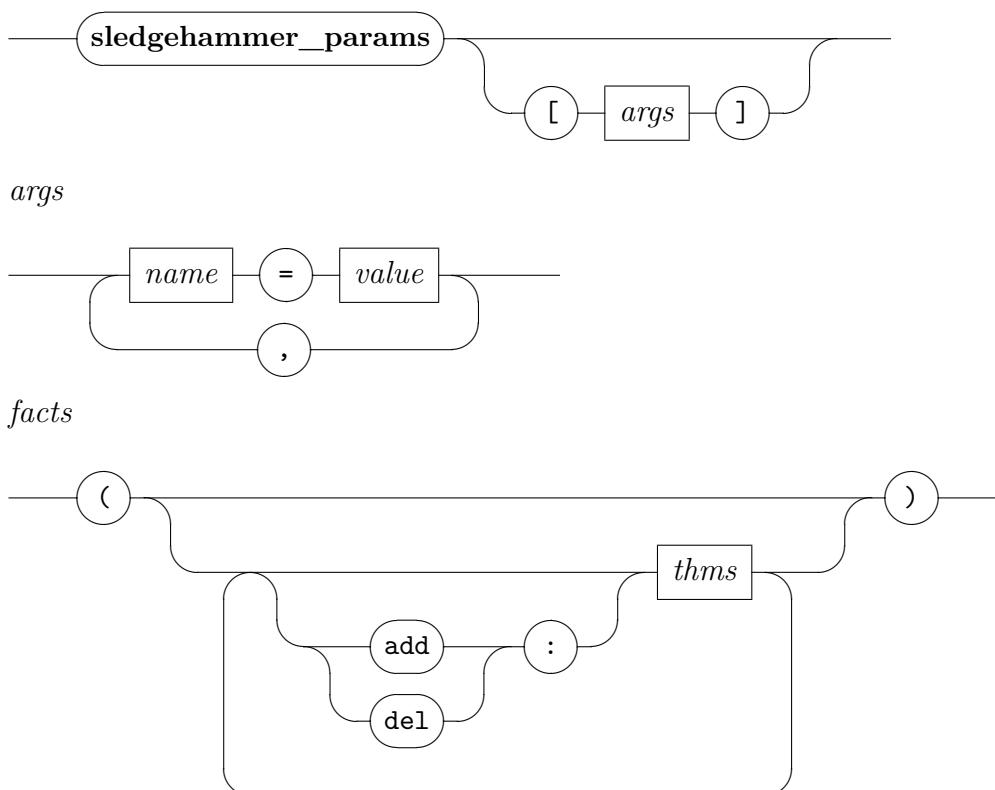 sledgehammer_params
[ args ]
args
name = value
,
facts
( )
thms
add :
del